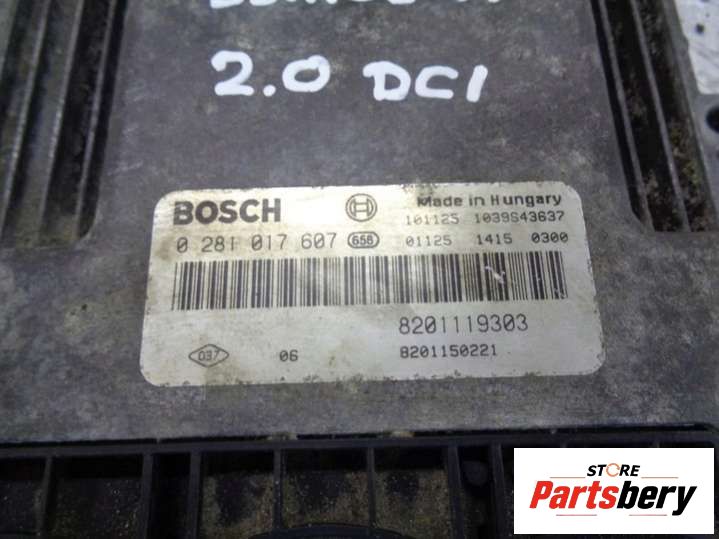 2.0 DCI
BOSCH Made in Hungary
101125 1039S43637
0 281 017 607 656 01125 1415 0300
8201119303
037 06 8201150221
STORE
Partsbery